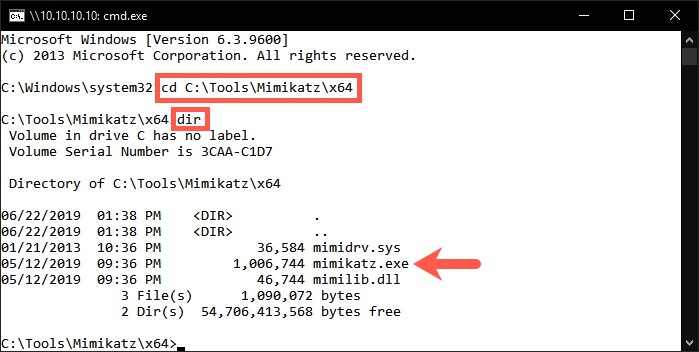 \\10.10.10.10: cmd.exe
Microsoft Windows [Version 6.3.9600]
(c) 2013 Microsoft Corporation. All rights reserved.
C:\Windows\system32>cd C:\Tools\Mimikatz\x64
C:\Tools\Mimikatz\x64>dir
Volume in drive C has no label.
Volume Serial Number is 3CAA-C1D7
Directory of C:\Tools\Mimikatz\x64
06/22/2019  01:38 PM    <DIR>          .
06/22/2019  01:38 PM    <DIR>          ..
01/21/2013  10:36 PM            36,584 mimidrv.sys
05/12/2019  09:36 PM         1,006,744 mimikatz.exe
05/12/2019  09:36 PM            46,744 mimilib.dll
3 File(s)      1,090,072 bytes
2 Dir(s)  54,706,413,568 bytes free
C:\Tools\Mimikatz\x64>